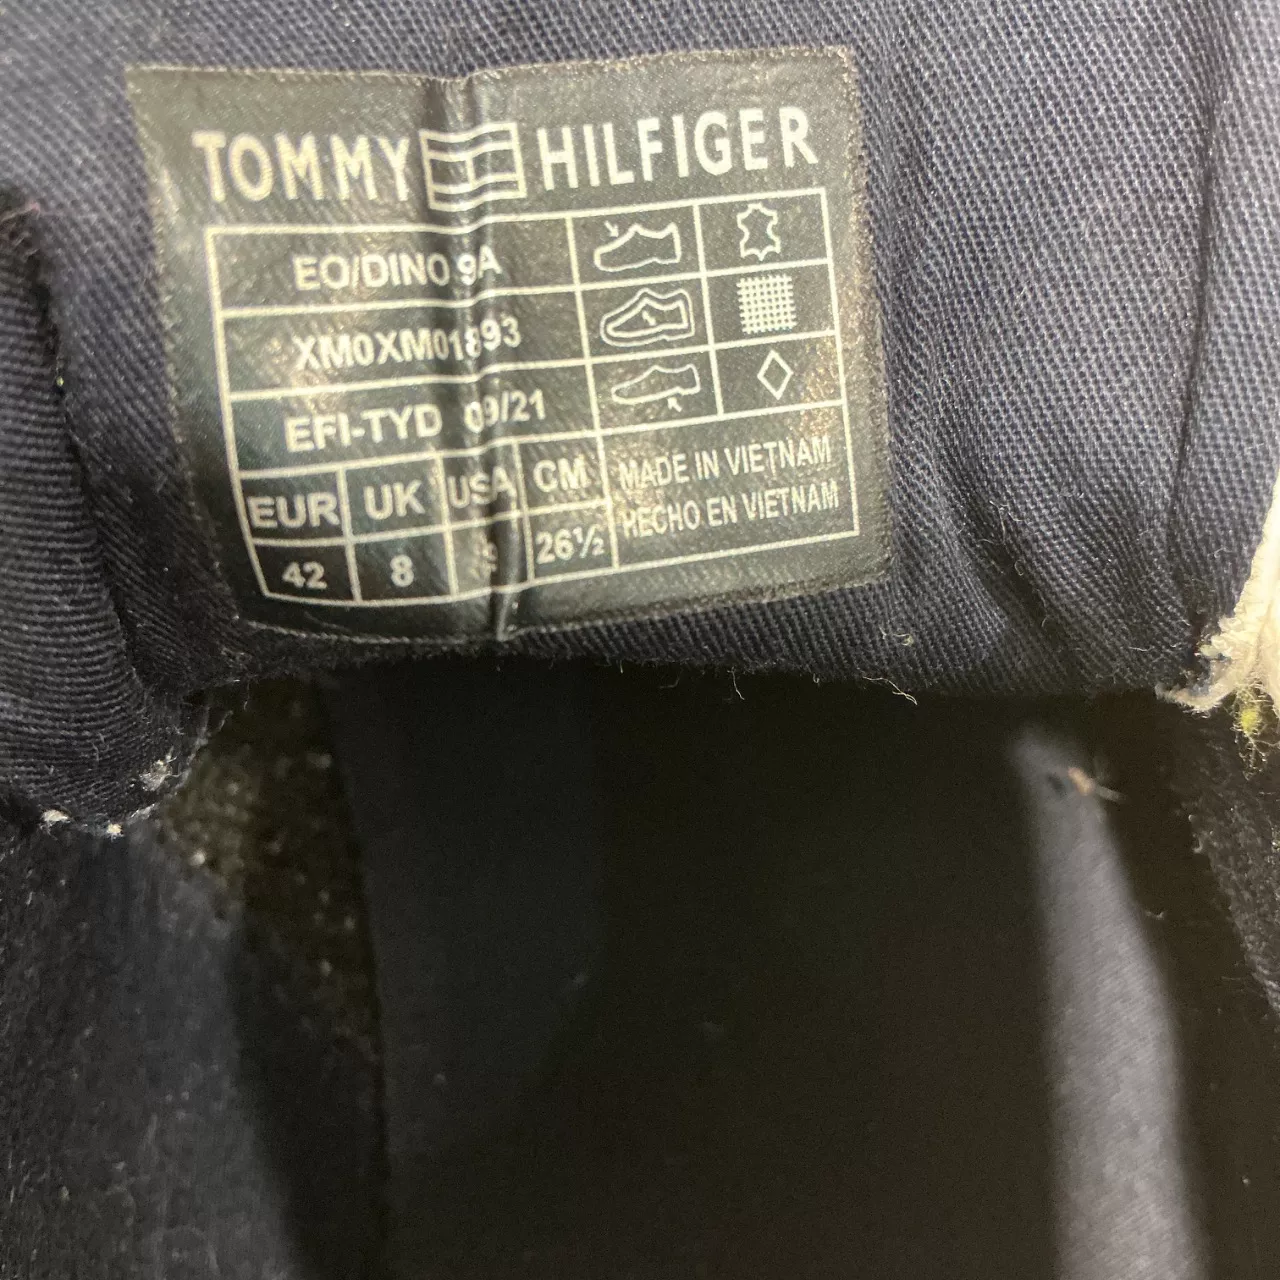 TOMMY HILFIGER
EO/DINO 9A
XM0XM01893
EFI-TYD 09/21
EUR UK USA CM
42 8 26½
MADE IN VIETNAM
HECHO EN VIETNAM